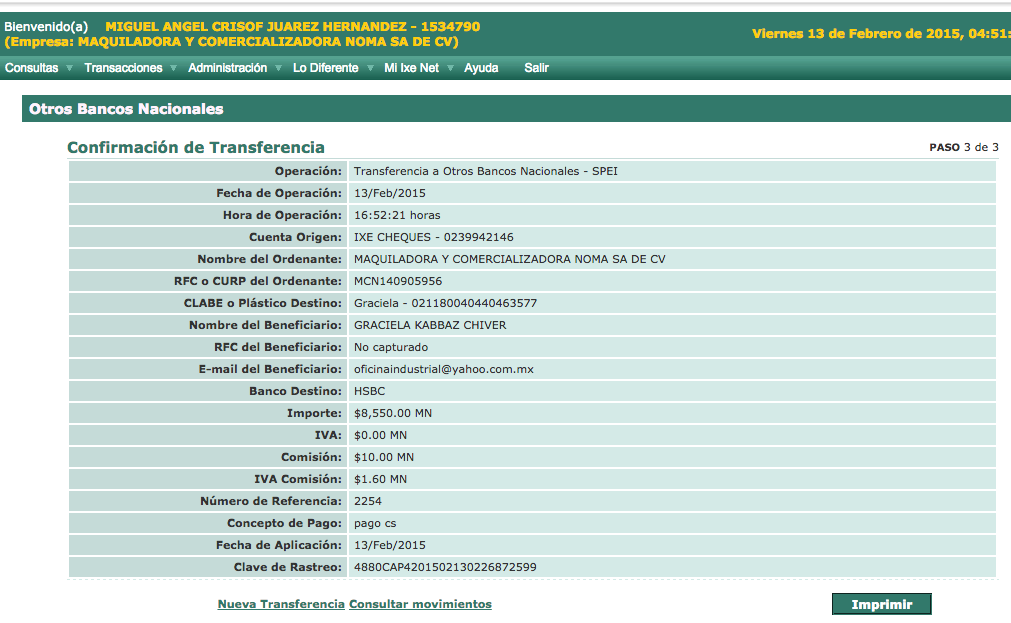 Bienvenido(a) MIGUEL ANGEL CRISOF JUAREZ HERNANDEZ - 1534790
(Empresa: MAQUILADORA Y COMERCIALIZADORA NOMA SA DE CV)
Viernes 13 de Febrero de 2015, 04:51:
Consultas Transacciones Administración Lo Diferente Mi Ixe Net Ayuda Salir
Otros Bancos Nacionales
Confirmación de Transferencia PASO 3 de 3
Operación: Transferencia a Otros Bancos Nacionales - SPEI
Fecha de Operación: 13/Feb/2015
Hora de Operación: 16:52:21 horas
Cuenta Origen: IXE CHEQUES - 0239942146
Nombre del Ordenante: MAQUILADORA Y COMERCIALIZADORA NOMA SA DE CV
RFC o CURP del Ordenante: MCN140905956
CLABE o Plástico Destino: Graciela - 021180040440463577
Nombre del Beneficiario: GRACIELA KABBAZ CHIVER
RFC del Beneficiario: No capturado
E-mail del Beneficiario: oficinaindustrial@yahoo.com.mx
Banco Destino: HSBC
Importe: $8,550.00 MN
IVA: $0.00 MN
Comisión: $10.00 MN
IVA Comisión: $1.60 MN
Número de Referencia: 2254
Concepto de Pago: pago cs
Fecha de Aplicación: 13/Feb/2015
Clave de Rastreo: 4880CAP4201502130226872599
Nueva Transferencia Consultar movimientos Imprimir